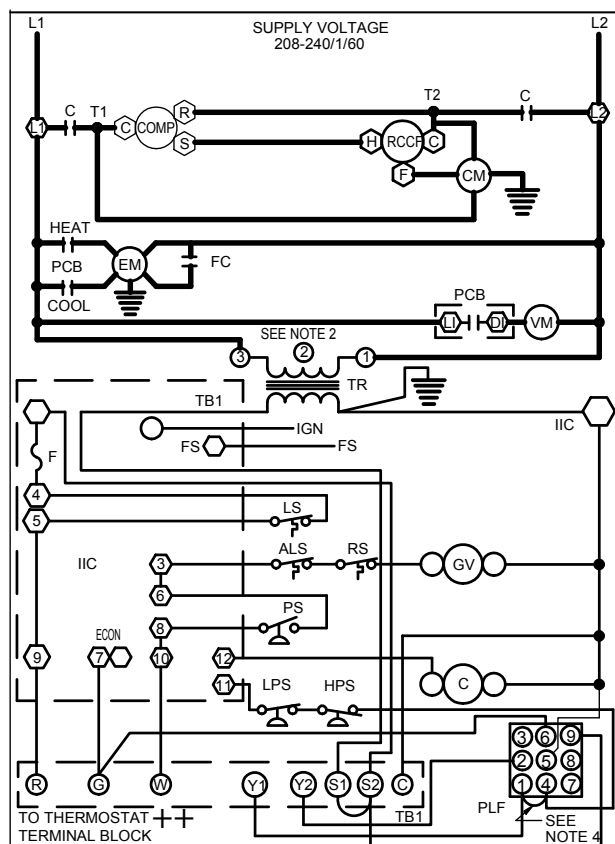 L1 SUPPLY VOLTAGE L2
208-240/1/60
C T1 T2 C
L1 C COMP R H RCCF C L2
S F CM
HEAT
PCB EM FC
COOL
PCB
LI DI VM
SEE NOTE 2
3 2 1
TR
TB1
IGN IIC
FS FS
F
4
5 LS
ALS RS
IIC 3 GV
6
PS
8
ECON
9 7 10 12
11 LPS HPS C
3 6 9
2 5 8
1 4 7
R G W Y1 Y2 S1 S2 C
TB1 PLF
TO THERMOSTAT
TERMINAL BLOCK
SEE
NOTE 4